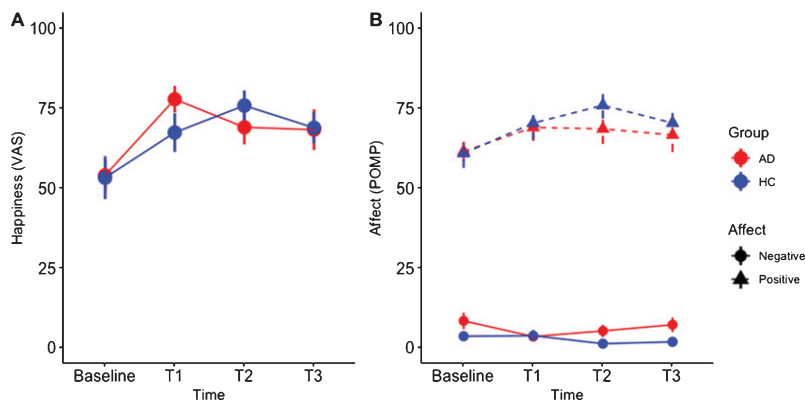 A
100
75
50
25
0
Happiness (VAS)
Baseline T1 T2 T3
Time
B
100
75
50
25
0
Affect (POMP)
Baseline T1 T2 T3
Time
Group
AD
HC
Affect
Negative
Positive